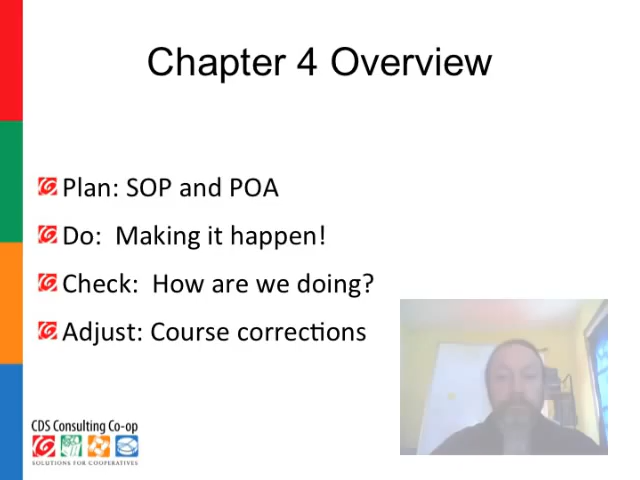 Chapter 4 Overview
Plan: SOP and POA
Do: Making it happen!
Check: How are we doing?
Adjust: Course corrections
CDS Consulting Co-op
SOLUTIONS FOR COOPERATIVES